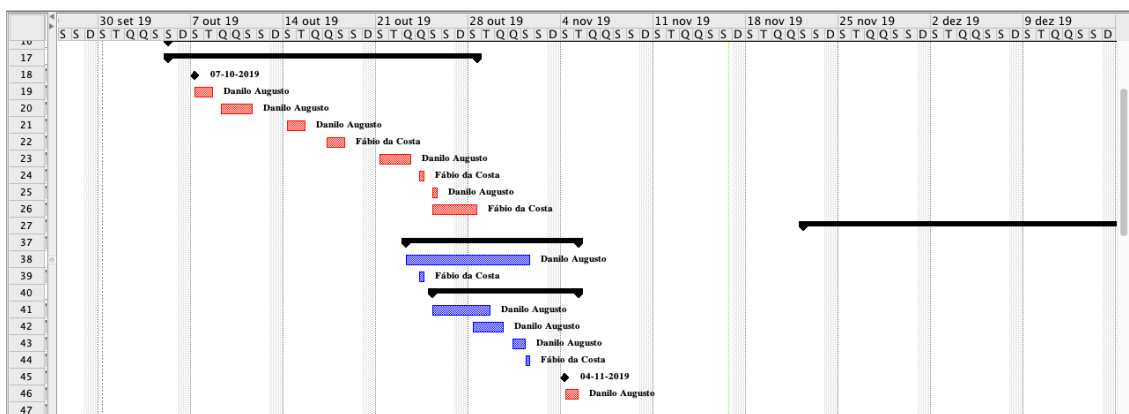 30 set 19 7 out 19 14 out 19 21 out 19 28 out 19 4 nov 19 11 nov 19 18 nov 19 25 nov 19 2 dez 19 9 dez 19
S S D S T Q Q S S D S T Q Q S S D S T Q Q S S D S T Q Q S S D S T Q Q S S D S T Q Q S S D S T Q Q S S D S T Q Q S S D S T Q Q S S D S T Q Q S S D S T Q Q S S D
17
18 07-10-2019
19 Danilo Augusto
20 Danilo Augusto
21 Danilo Augusto
22 Fábio da Costa
23 Danilo Augusto
24 Fábio da Costa
25 Danilo Augusto
26 Fábio da Costa
27
37
38 Danilo Augusto
39 Fábio da Costa
40
41 Danilo Augusto
42 Danilo Augusto
43 Danilo Augusto
44 Fábio da Costa
45 04-11-2019
46 Danilo Augusto
47